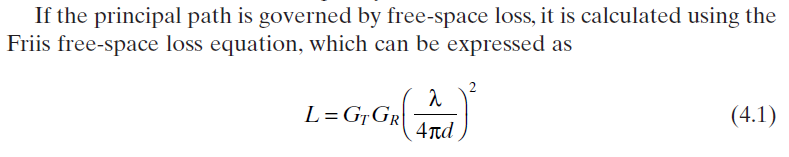 If the principal path is governed by free-space loss, it is calculated using the
Friis free-space loss equation, which can be expressed as
L = G_T G_R (λ / 4πd)^2 (4.1)